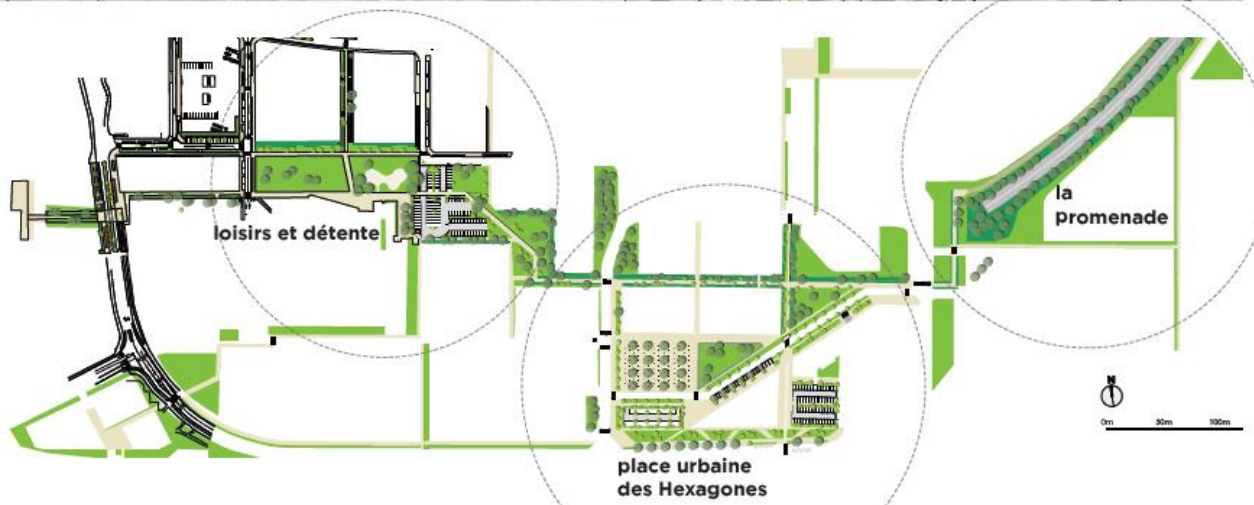 loisirs et détente
la
promenade
place urbaine
des Hexagones
N
0m 50m 100m